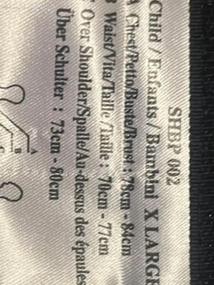 SHBP 002
Child / Enfants / Bambini X LARGE
A Chest/Petto/Busto/Brust : 78cm - 84cm
B Waist/Vita/Taille /Taille : 70cm - 77cm
Over Shoulder/Spalle/Au-dessus des épaules
Über Schulter : 73cm - 80cm